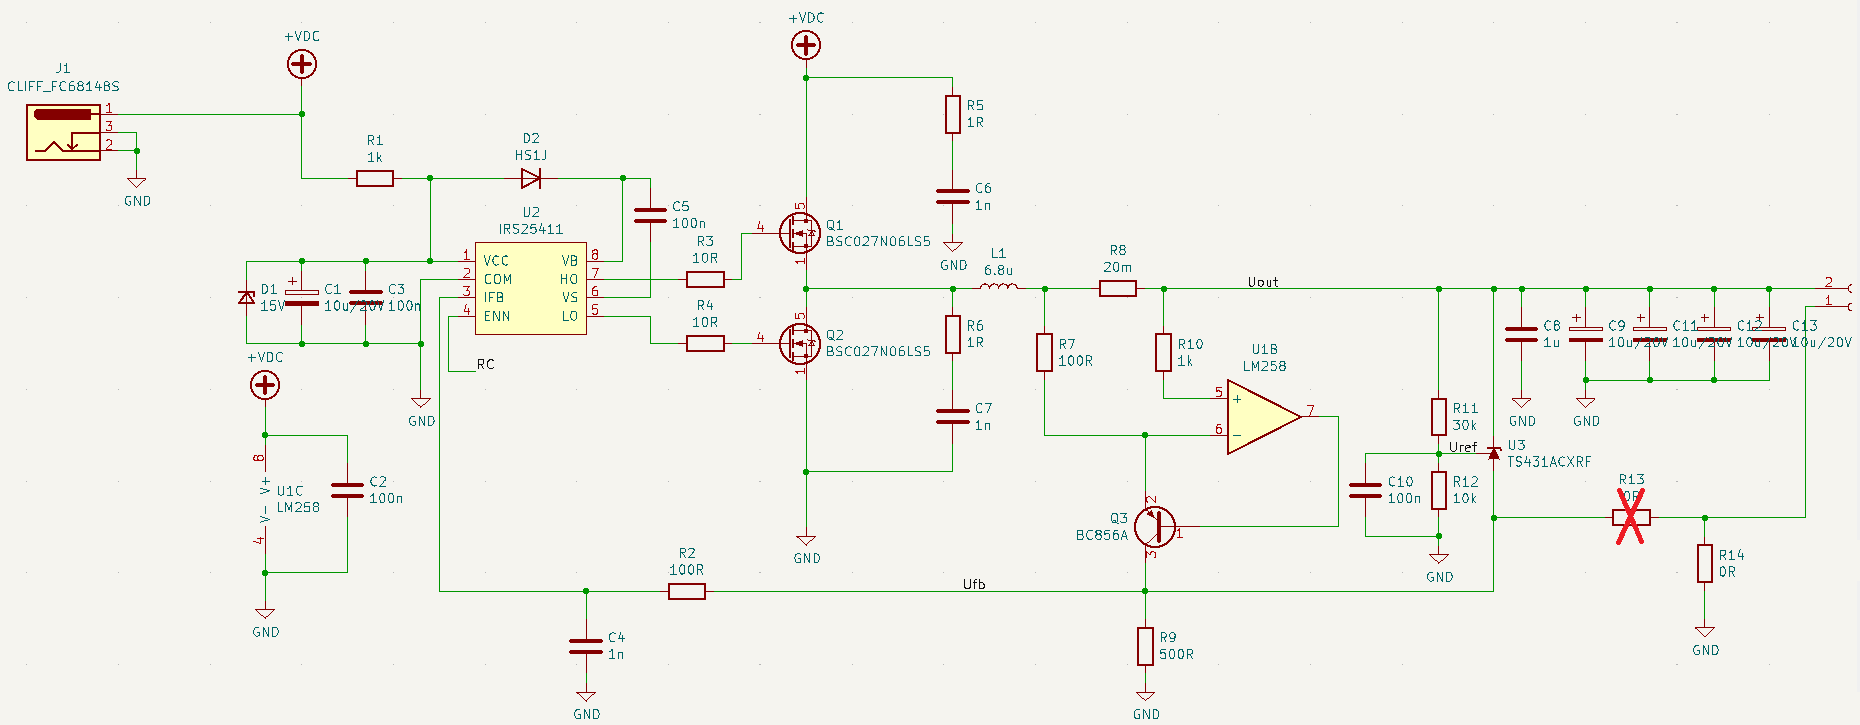 +VDC
+VDC
J1
CLIFF_FC68148S
1
3
2
GND
R1
1k
D2
HS1J
U2
IRS25411
1 VCC
2 COM
3 IFB
4 ENN
VB 8
HO 7
VS 6
LO 5
C5
100n
D1
15V
C1
10u/20V
C3
100n
RC
GND
+VDC
8
V+
U1C
LM258
V-
4
C2
100n
GND
R3
10R
R4
10R
4
5
Q1
BSC027N06LS5
1
4
5
Q2
BSC027N06LS5
1
R5
1R
C6
1n
GND
L1
6.8u
R8
20m
Uout
R6
1R
C7
1n
GND
R7
100R
R10
1k
U1B
LM258
5
+
6
-
7
Q3
BC856A
2
1
3
R2
100R
Ufb
C4
1n
GND
R9
500R
GND
R11
30k
Uref
U3
TS431ACXRF
C10
100n
R12
10k
GND
C8
1u
GND
C9
10u/20V
C11
10u/20V
C12
10u/20V
C13
10u/20V
GND
2
1
R13
0R
R14
0R
GND